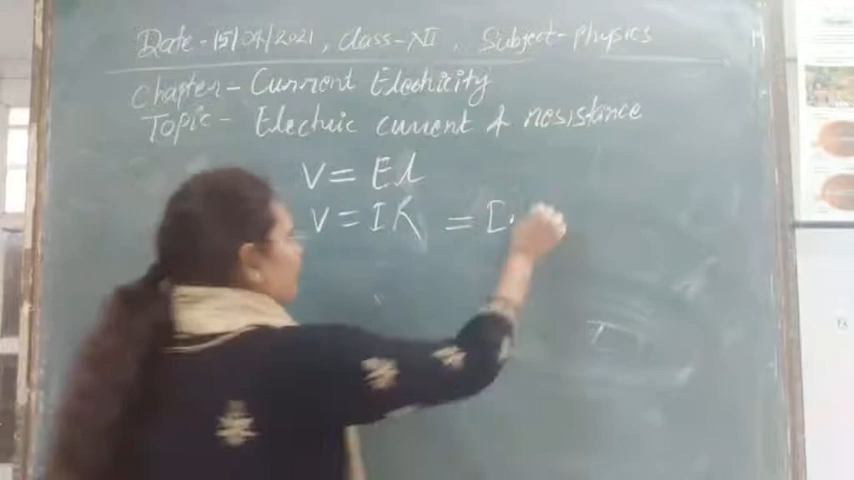 Date-15/04/2021, class-XII, Subject-Physics
Chapter- Current Electricity
Topic- Electric current & resistance
V = El
V = IR = I.